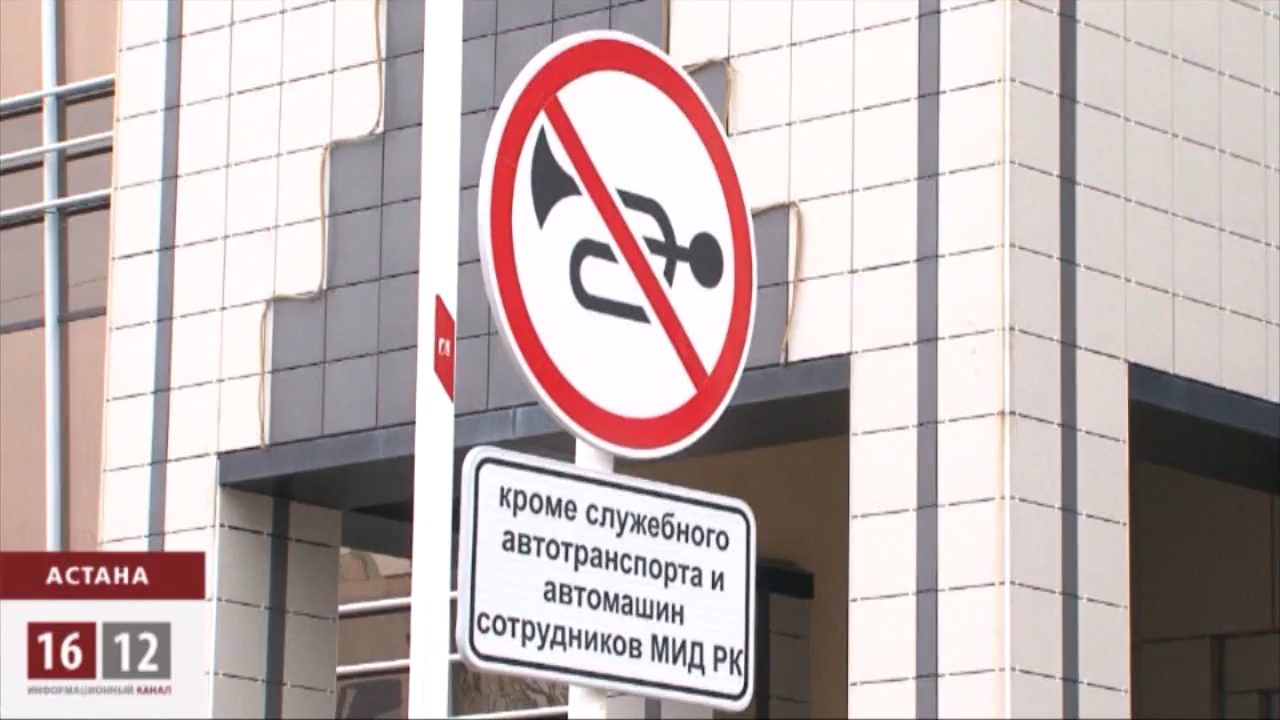 кроме служебного
автотранспорта и
автомашин
сотрудников МИД РК
АСТАНА
16 12
ИНФОРМАЦИОННЫЙ КАНАЛ